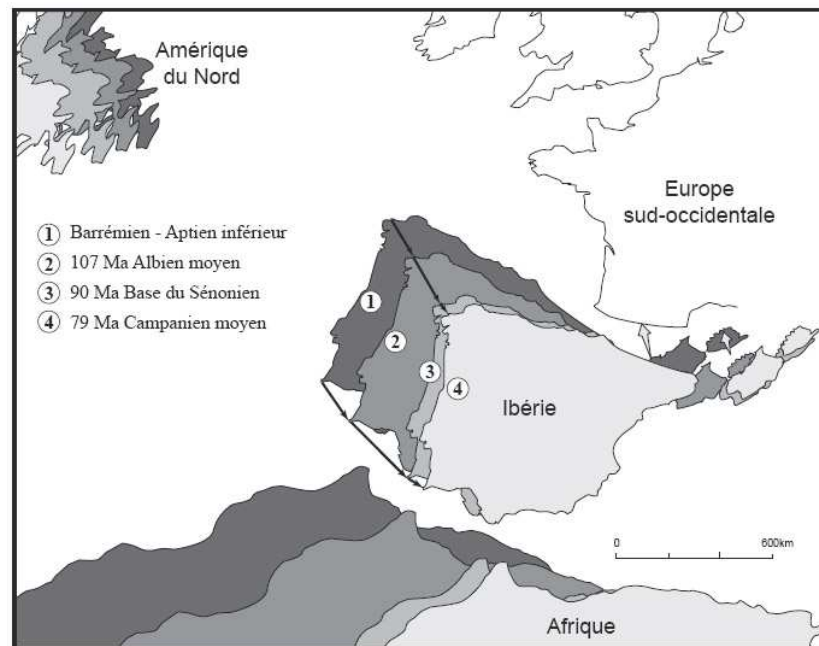 Amérique
du Nord
Europe
sud-occidentale
1 Barrémien - Aptien inférieur
2 107 Ma Albien moyen
3 90 Ma Base du Sénonien
4 79 Ma Campanien moyen
1
2
3
4
Ibérie
0 600km
Afrique